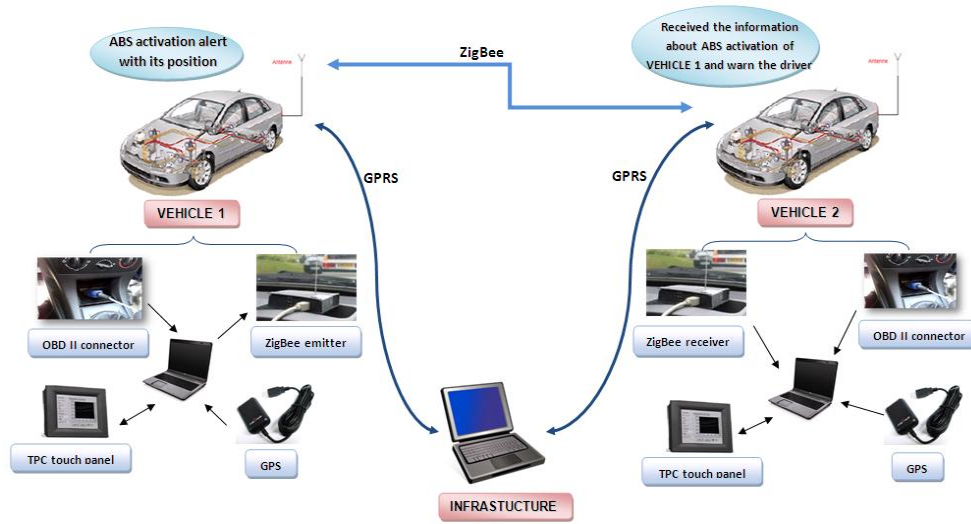 ABS activation alert
with its position
Antenne
ZigBee
Received the information
about ABS activation of
VEHICLE 1 and warn the driver
Antenne
GPRS
GPRS
VEHICLE 1
VEHICLE 2
OBD II connector
ZigBee emitter
ZigBee receiver
OBD II connector
TPC touch panel
GPS
TPC touch panel
GPS
INFRASTUCTURE